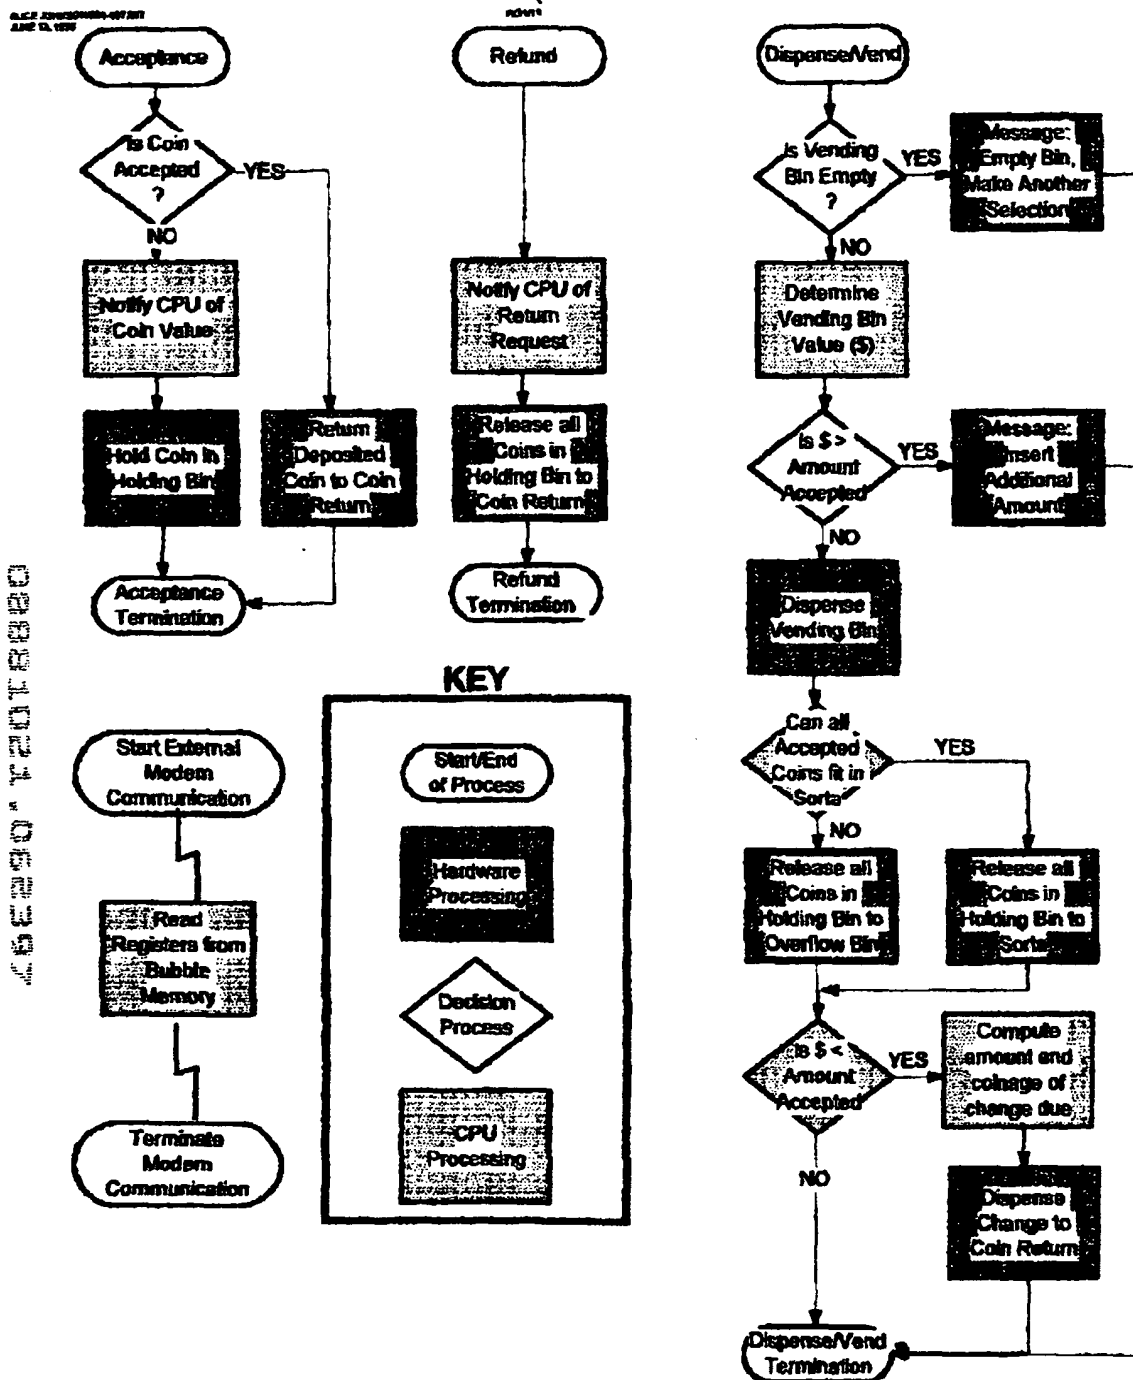 Acceptance
Is Coin
Accepted
?
YES
NO
Notify CPU of
Coin Value
Hold Coin in
Holding Bin
Return
Deposited
Coin to Coin
Return
Acceptance
Termination
Refund
Notify CPU of
Return
Request
Release all
Coins in
Holding Bin to
Coin Return
Refund
Termination
Dispense/Vend
Is Vending
Bin Empty
?
YES
Message:
Empty Bin,
Make Another
Selection
NO
Determine
Vending Bin
Value ($)
Is $ >
Amount
Accepted
YES
Message:
Insert
Additional
Amount
NO
Dispense
Vending Bin
Can all
Accepted
Coins fit in
Sorta
YES
NO
Release all
Coins in
Holding Bin to
Overflow Bin
Release all
Coins in
Holding Bin to
Sorta
Is $ <
Amount
Accepted
YES
Compute
amount and
coinage of
change due
NO
Dispense
Change to
Coin Return
Dispense/Vend
Termination
Start External
Modem
Communication
Read
Registers from
Bubble
Memory
Terminate
Modem
Communication
KEY
Start/End
of Process
Hardware
Processing
Decision
Process
CPU
Processing